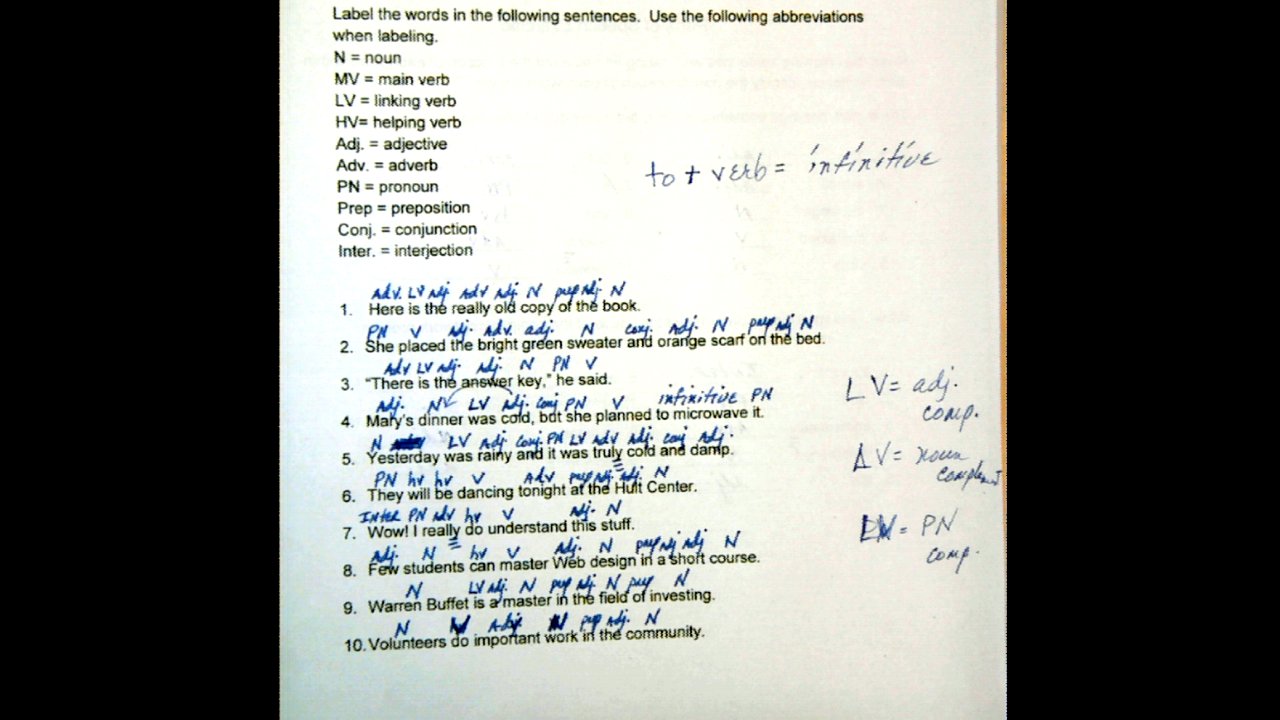 Label the words in the following sentences. Use the following abbreviations
when labeling.
N = noun
MV = main verb
LV = linking verb
HV= helping verb
Adj. = adjective
Adv. = adverb
to + verb = infinitive
PN = pronoun
Prep = preposition
Conj. = conjunction
Inter. = interjection
Adv. LV Adj. Adv Adj. N prep Adj. N
1. Here is the really old copy of the book.
PN V Adj. Adv. adj. N conj. Adj. N prep Adj N
2. She placed the bright green sweater and orange scarf on the bed.
Adv LV Adj. Adj. N PN V
3. "There is the answer key," he said.
Adj. N LV Adj. Conj PN V infinitive PN
LV = adj. comp.
4. Mary's dinner was cold, but she planned to microwave it.
N LV Adj Conj. PN LV Adv Adj. conj Adj.
5. Yesterday was rainy and it was truly cold and damp.
LV = noun
PN hv hv V Adv prep Adj. Adj. N
6. They will be dancing tonight at the Hult Center.
Inter PN Adv hv V Adj. N
7. Wow! I really do understand this stuff.
LV = PN comp.
Adj. N hv V Adj. N prep Adj Adj N
8. Few students can master Web design in a short course.
N LV Adj. N prep Adj. N prep N
9. Warren Buffet is a master in the field of investing.
N V Adj N prep Adj. N
10. Volunteers do important work in the community.